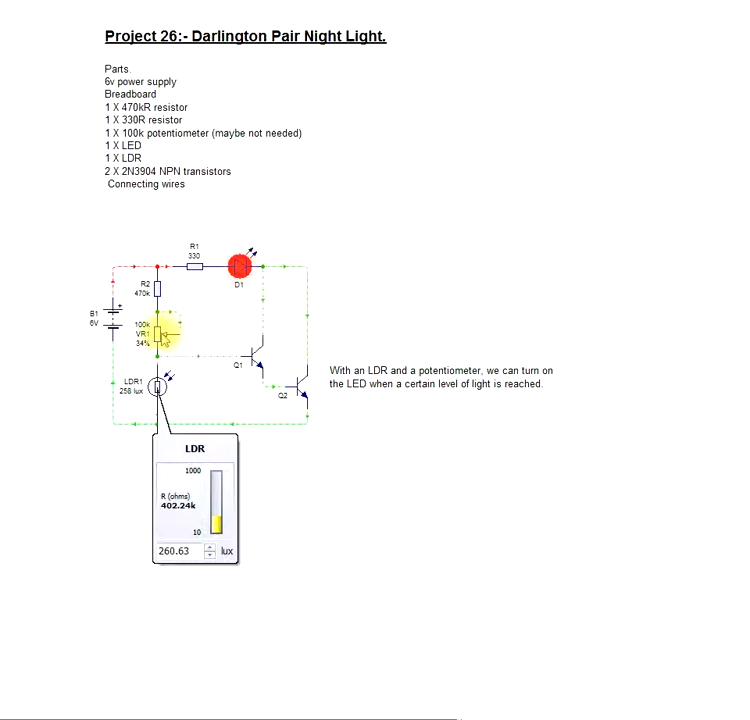 Project 26:- Darlington Pair Night Light.
Parts.
6v power supply
Breadboard
1 X 470kR resistor
1 X 330R resistor
1 X 100k potentiometer (maybe not needed)
1 X LED
1 X LDR
2 X 2N3904 NPN transistors
Connecting wires
R1
330
D1
R2
470k
B1
6V
+
100k
VR1
34%
Q1
LDR1
258 lux
Q2
With an LDR and a potentiometer, we can turn on
the LED when a certain level of light is reached.
LDR
1000
R (ohms)
402.24k
10
260.63 lux